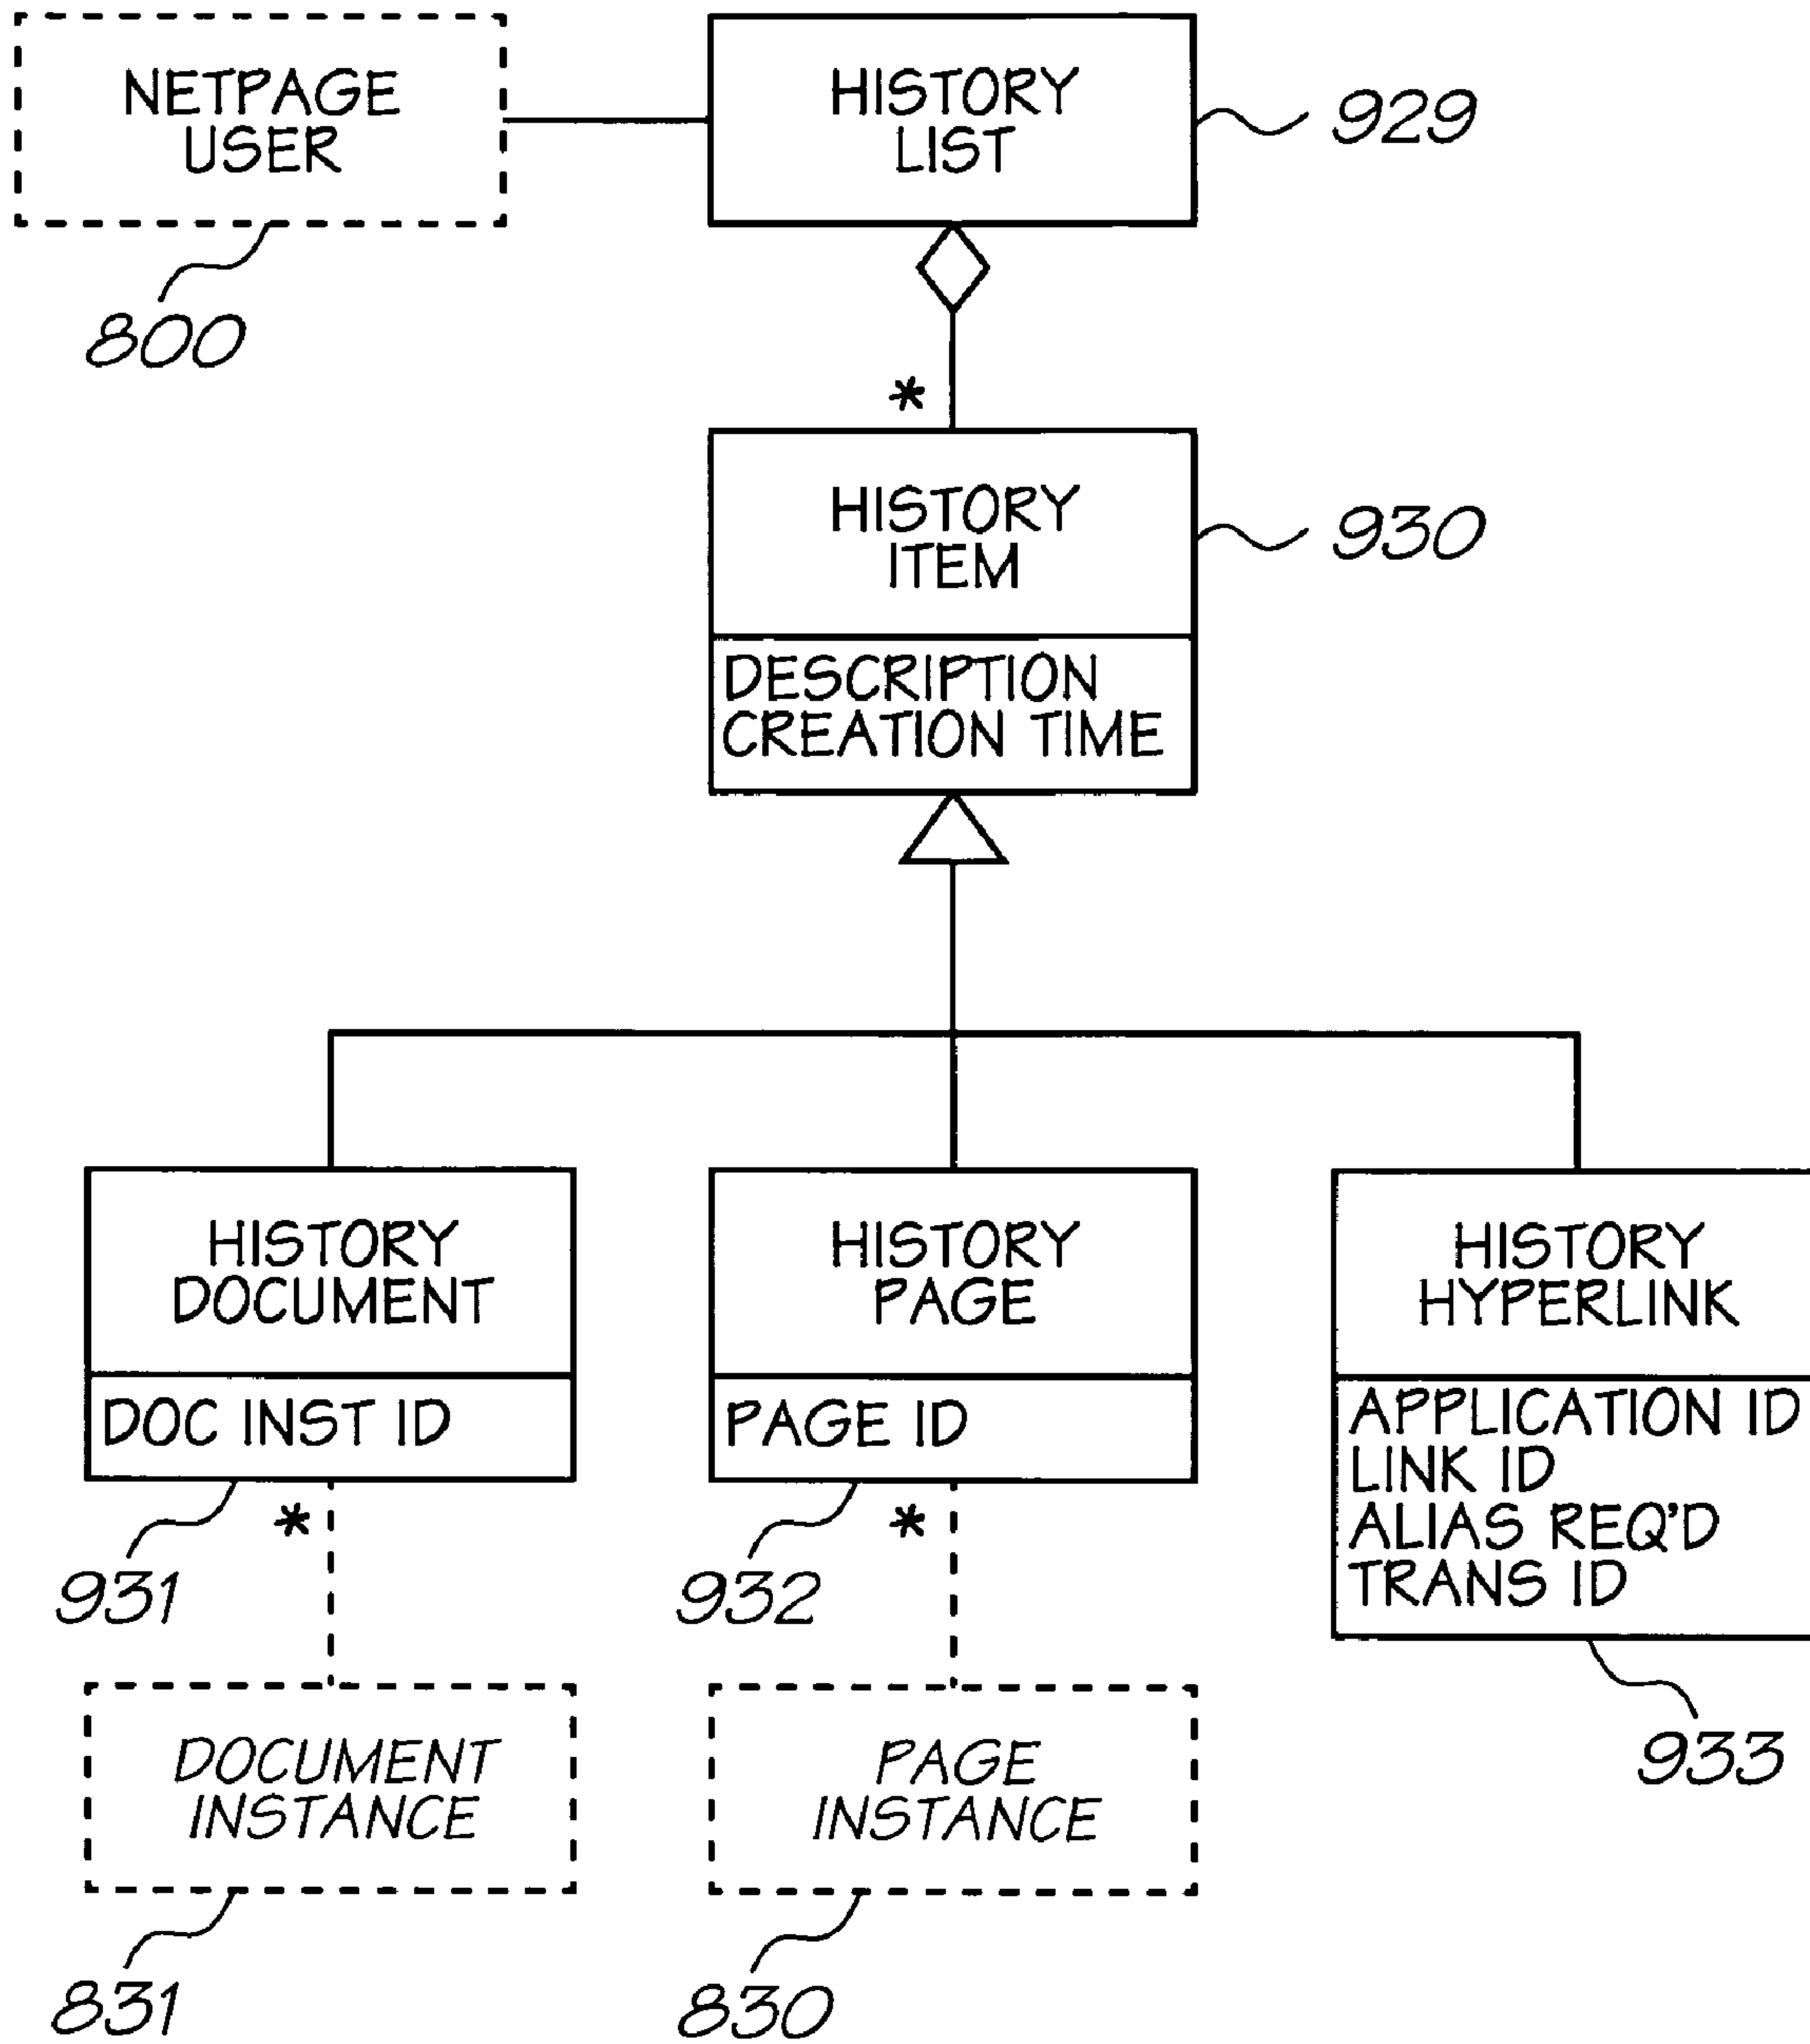 NETPAGE
USER
800
HISTORY
LIST
929
*
HISTORY
ITEM
930
DESCRIPTION
CREATION TIME
HISTORY
DOCUMENT
DOC INST ID
931
*
HISTORY
PAGE
PAGE ID
932
*
HISTORY
HYPERLINK
APPLICATION ID
LINK ID
ALIAS REQ'D
TRANS ID
933
DOCUMENT
INSTANCE
831
PAGE
INSTANCE
830